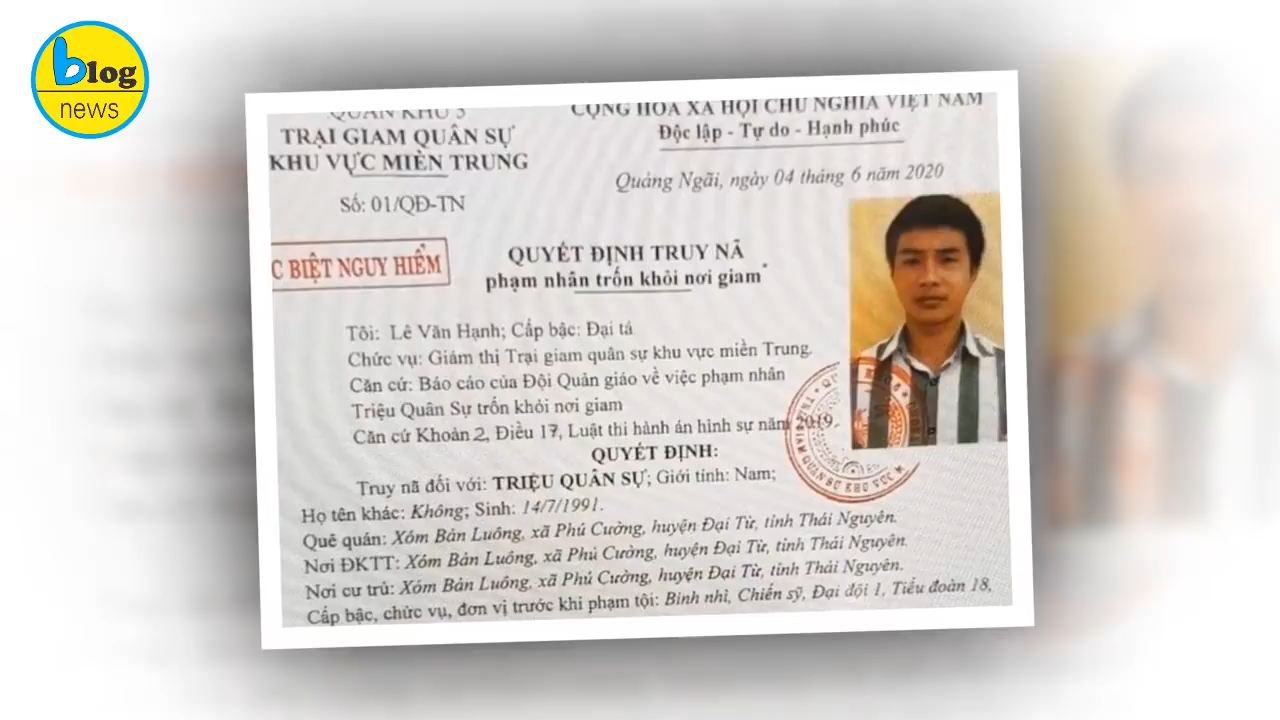 blog
news
QUÂN KHU 5
TRẠI GIAM QUÂN SỰ
KHU VỰC MIỀN TRUNG
Số: 01/QĐ-TN
CỘNG HÒA XÃ HỘI CHỦ NGHĨA VIỆT NAM
Độc lập - Tự do - Hạnh phúc
Quảng Ngãi, ngày 04 tháng 6 năm 2020
C BIỆT NGUY HIỂM
QUYẾT ĐỊNH TRUY NÃ
phạm nhân trốn khỏi nơi giam
Tôi: Lê Văn Hạnh; Cấp bậc: Đại tá
Chức vụ: Giám thị Trại giam quân sự khu vực miền Trung.
Căn cứ: Báo cáo của Đội Quản giáo về việc phạm nhân
Triệu Quân Sự trốn khỏi nơi giam
Căn cứ Khoản 2, Điều 17, Luật thi hành án hình sự năm 2019.
QUYẾT ĐỊNH:
Truy nã đối với: TRIỆU QUÂN SỰ; Giới tính: Nam;
Họ tên khác: Không; Sinh: 14/7/1991.
Quê quán: Xóm Bản Luông, xã Phú Cường, huyện Đại Từ, tỉnh Thái Nguyên.
Nơi ĐKTT: Xóm Bản Luông, xã Phú Cường, huyện Đại Từ, tỉnh Thái Nguyên.
Nơi cư trú: Xóm Bản Luông, xã Phú Cường, huyện Đại Từ, tỉnh Thái Nguyên.
Cấp bậc, chức vụ, đơn vị trước khi phạm tội: Binh nhì, Chiến sỹ, Đại đội 1, Tiểu đoàn 18,